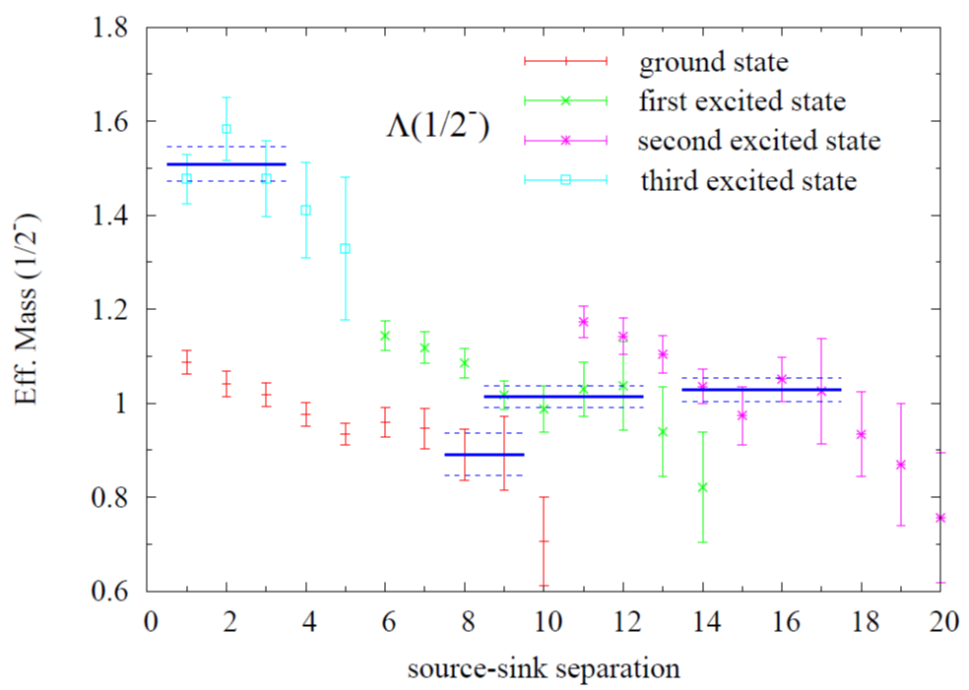 1.8
1.6
1.4
1.2
1
0.8
0.6
Eff. Mass (1/2⁻)
Λ(1/2⁻)
ground state
first excited state
second excited state
third excited state
0 2 4 6 8 10 12 14 16 18 20
source-sink separation